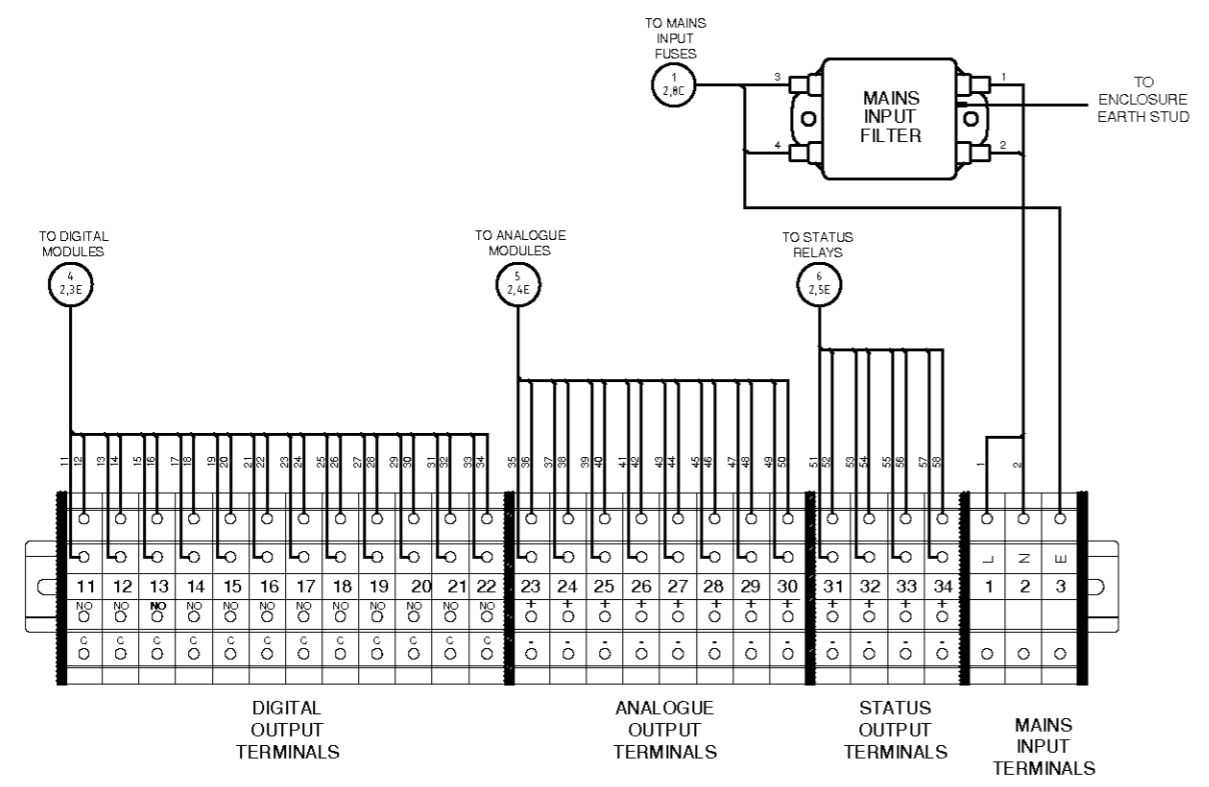 TO MAINS
INPUT
FUSES
1
2,8C
3
4
MAINS
INPUT
FILTER
1
2
TO
ENCLOSURE
EARTH STUD
TO DIGITAL
MODULES
4
2,3E
TO ANALOGUE
MODULES
5
2,4E
TO STATUS
RELAYS
6
2,5E
11 12 13 14 15 16 17 18 19 20 21 22 23 24 25 26 27 28 29 30 31 32 33 34 35 36 37 38 39 40 41 42 43 44 45 46 47 48 49 50 51 52 53 54 55 56 57 58 1 2
L N E
11 12 13 14 15 16 17 18 19 20 21 22 23 24 25 26 27 28 29 30 31 32 33 34 1 2 3
NO NO NO NO NO NO NO NO NO NO NO NO + + + + + + + + + + + +
C C C C C C C C C C C C - - - - - - - - - - - -
DIGITAL
OUTPUT
TERMINALS
ANALOGUE
OUTPUT
TERMINALS
STATUS
OUTPUT
TERMINALS
MAINS
INPUT
TERMINALS